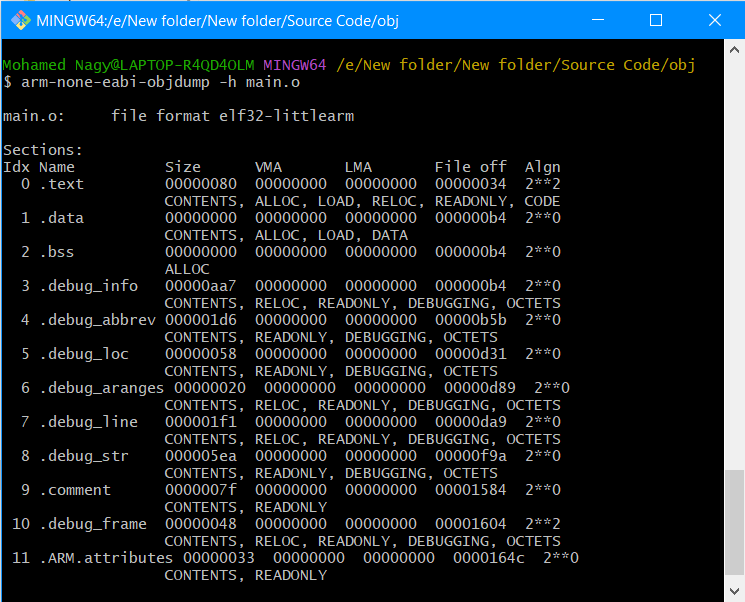 MINGW64:/e/New folder/New folder/Source Code/obj
Mohamed Nagy@LAPTOP-R4QD4OLM MINGW64 /e/New folder/New folder/Source Code/obj
$ arm-none-eabi-objdump -h main.o
main.o:     file format elf32-littlearm
Sections:
Idx Name          Size      VMA       LMA       File off  Algn
  0 .text         00000080  00000000  00000000  00000034  2**2
                  CONTENTS, ALLOC, LOAD, RELOC, READONLY, CODE
  1 .data         00000000  00000000  00000000  000000b4  2**0
                  CONTENTS, ALLOC, LOAD, DATA
  2 .bss          00000000  00000000  00000000  000000b4  2**0
                  ALLOC
  3 .debug_info   00000aa7  00000000  00000000  000000b4  2**0
                  CONTENTS, RELOC, READONLY, DEBUGGING, OCTETS
  4 .debug_abbrev 000001d6  00000000  00000000  00000b5b  2**0
                  CONTENTS, READONLY, DEBUGGING, OCTETS
  5 .debug_loc    00000058  00000000  00000000  00000d31  2**0
                  CONTENTS, READONLY, DEBUGGING, OCTETS
  6 .debug_aranges 00000020  00000000  00000000  00000d89  2**0
                  CONTENTS, RELOC, READONLY, DEBUGGING, OCTETS
  7 .debug_line   000001f1  00000000  00000000  00000da9  2**0
                  CONTENTS, RELOC, READONLY, DEBUGGING, OCTETS
  8 .debug_str    000005ea  00000000  00000000  00000f9a  2**0
                  CONTENTS, READONLY, DEBUGGING, OCTETS
  9 .comment      0000007f  00000000  00000000  00001584  2**0
                  CONTENTS, READONLY
 10 .debug_frame  00000048  00000000  00000000  00001604  2**2
                  CONTENTS, RELOC, READONLY, DEBUGGING, OCTETS
 11 .ARM.attributes 00000033  00000000  00000000  0000164c  2**0
                  CONTENTS, READONLY